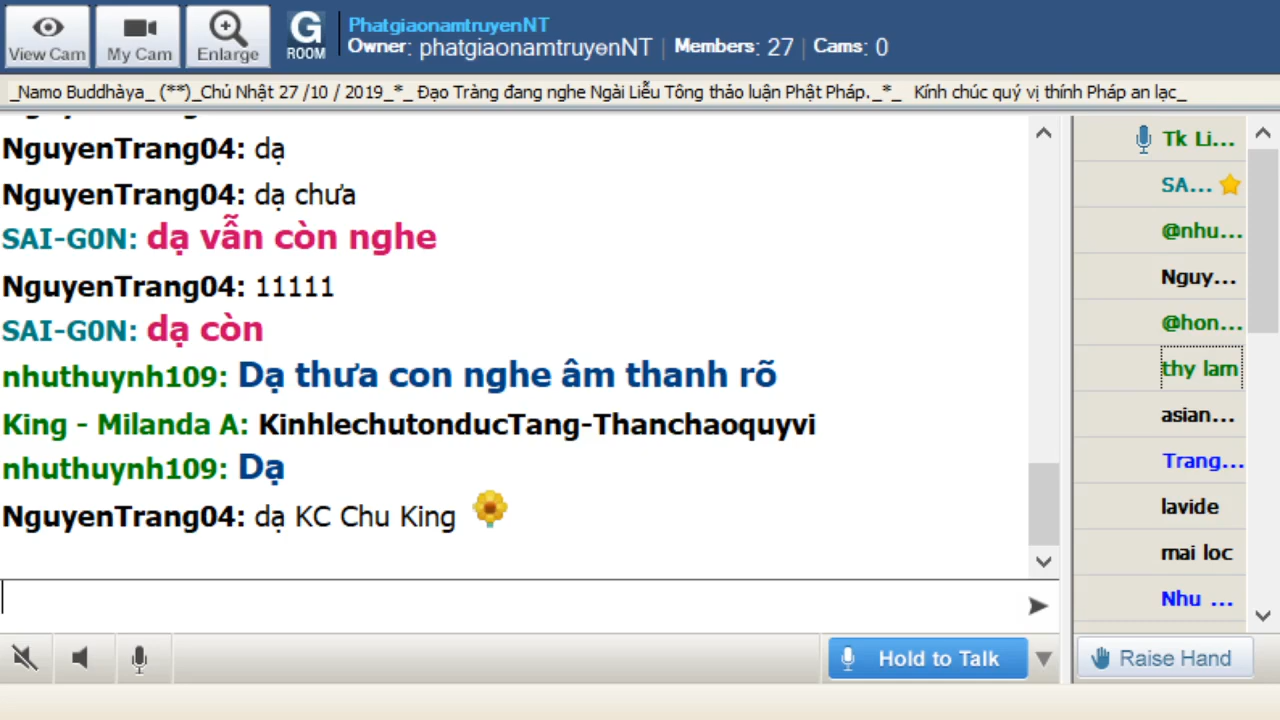 View Cam My Cam Enlarge
G ROOM
PhatgiaonamtruyenNT
Owner: phatgiaonamtruyenNT | Members: 27 | Cams: 0
_Namo Buddhàya_ (**)_Chủ Nhật 27 /10 / 2019_*_ Đạo Tràng đang nghe Ngài Liễu Tông thảo luận Phật Pháp._*_ Kính chúc quý vị thính Pháp an lạc_
NguyenTrang04: dạ
NguyenTrang04: dạ chưa
SAI-G0N: dạ vẫn còn nghe
NguyenTrang04: 11111
SAI-G0N: dạ còn
nhuthuynh109: Dạ thưa con nghe âm thanh rõ
King - Milanda A: KinhlechutonducTang-Thanchaoquyvi
nhuthuynh109: Dạ
NguyenTrang04: dạ KC Chu King
Tk Li...
SA...
@nhu...
Nguy...
@hon...
thy lam
asian...
Trang...
lavide
mai loc
Nhu ...
Hold to Talk
Raise Hand